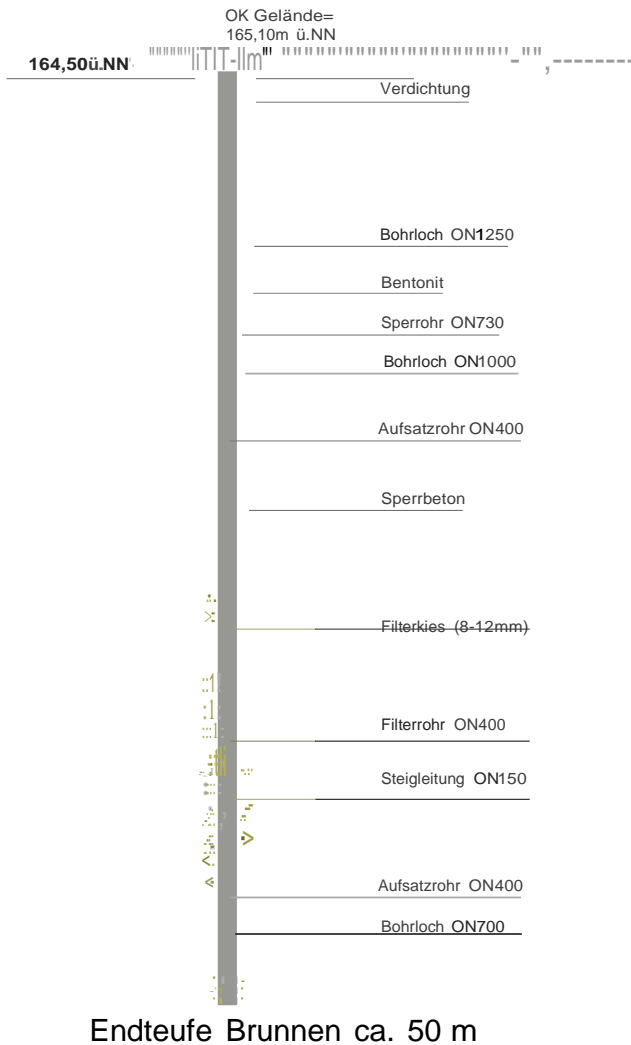 OK Gelände=
165,10m ü.NN
164,50ü.NN
Verdichtung
Bohrloch ON1250
Bentonit
Sperrohr ON730
Bohrloch ON1000
Aufsatzrohr ON400
Sperrbeton
Filterkies (8-12mm)
Filterrohr ON400
Steigleitung ON150
Aufsatzrohr ON400
Bohrloch ON700
Endteufe Brunnen ca. 50 m